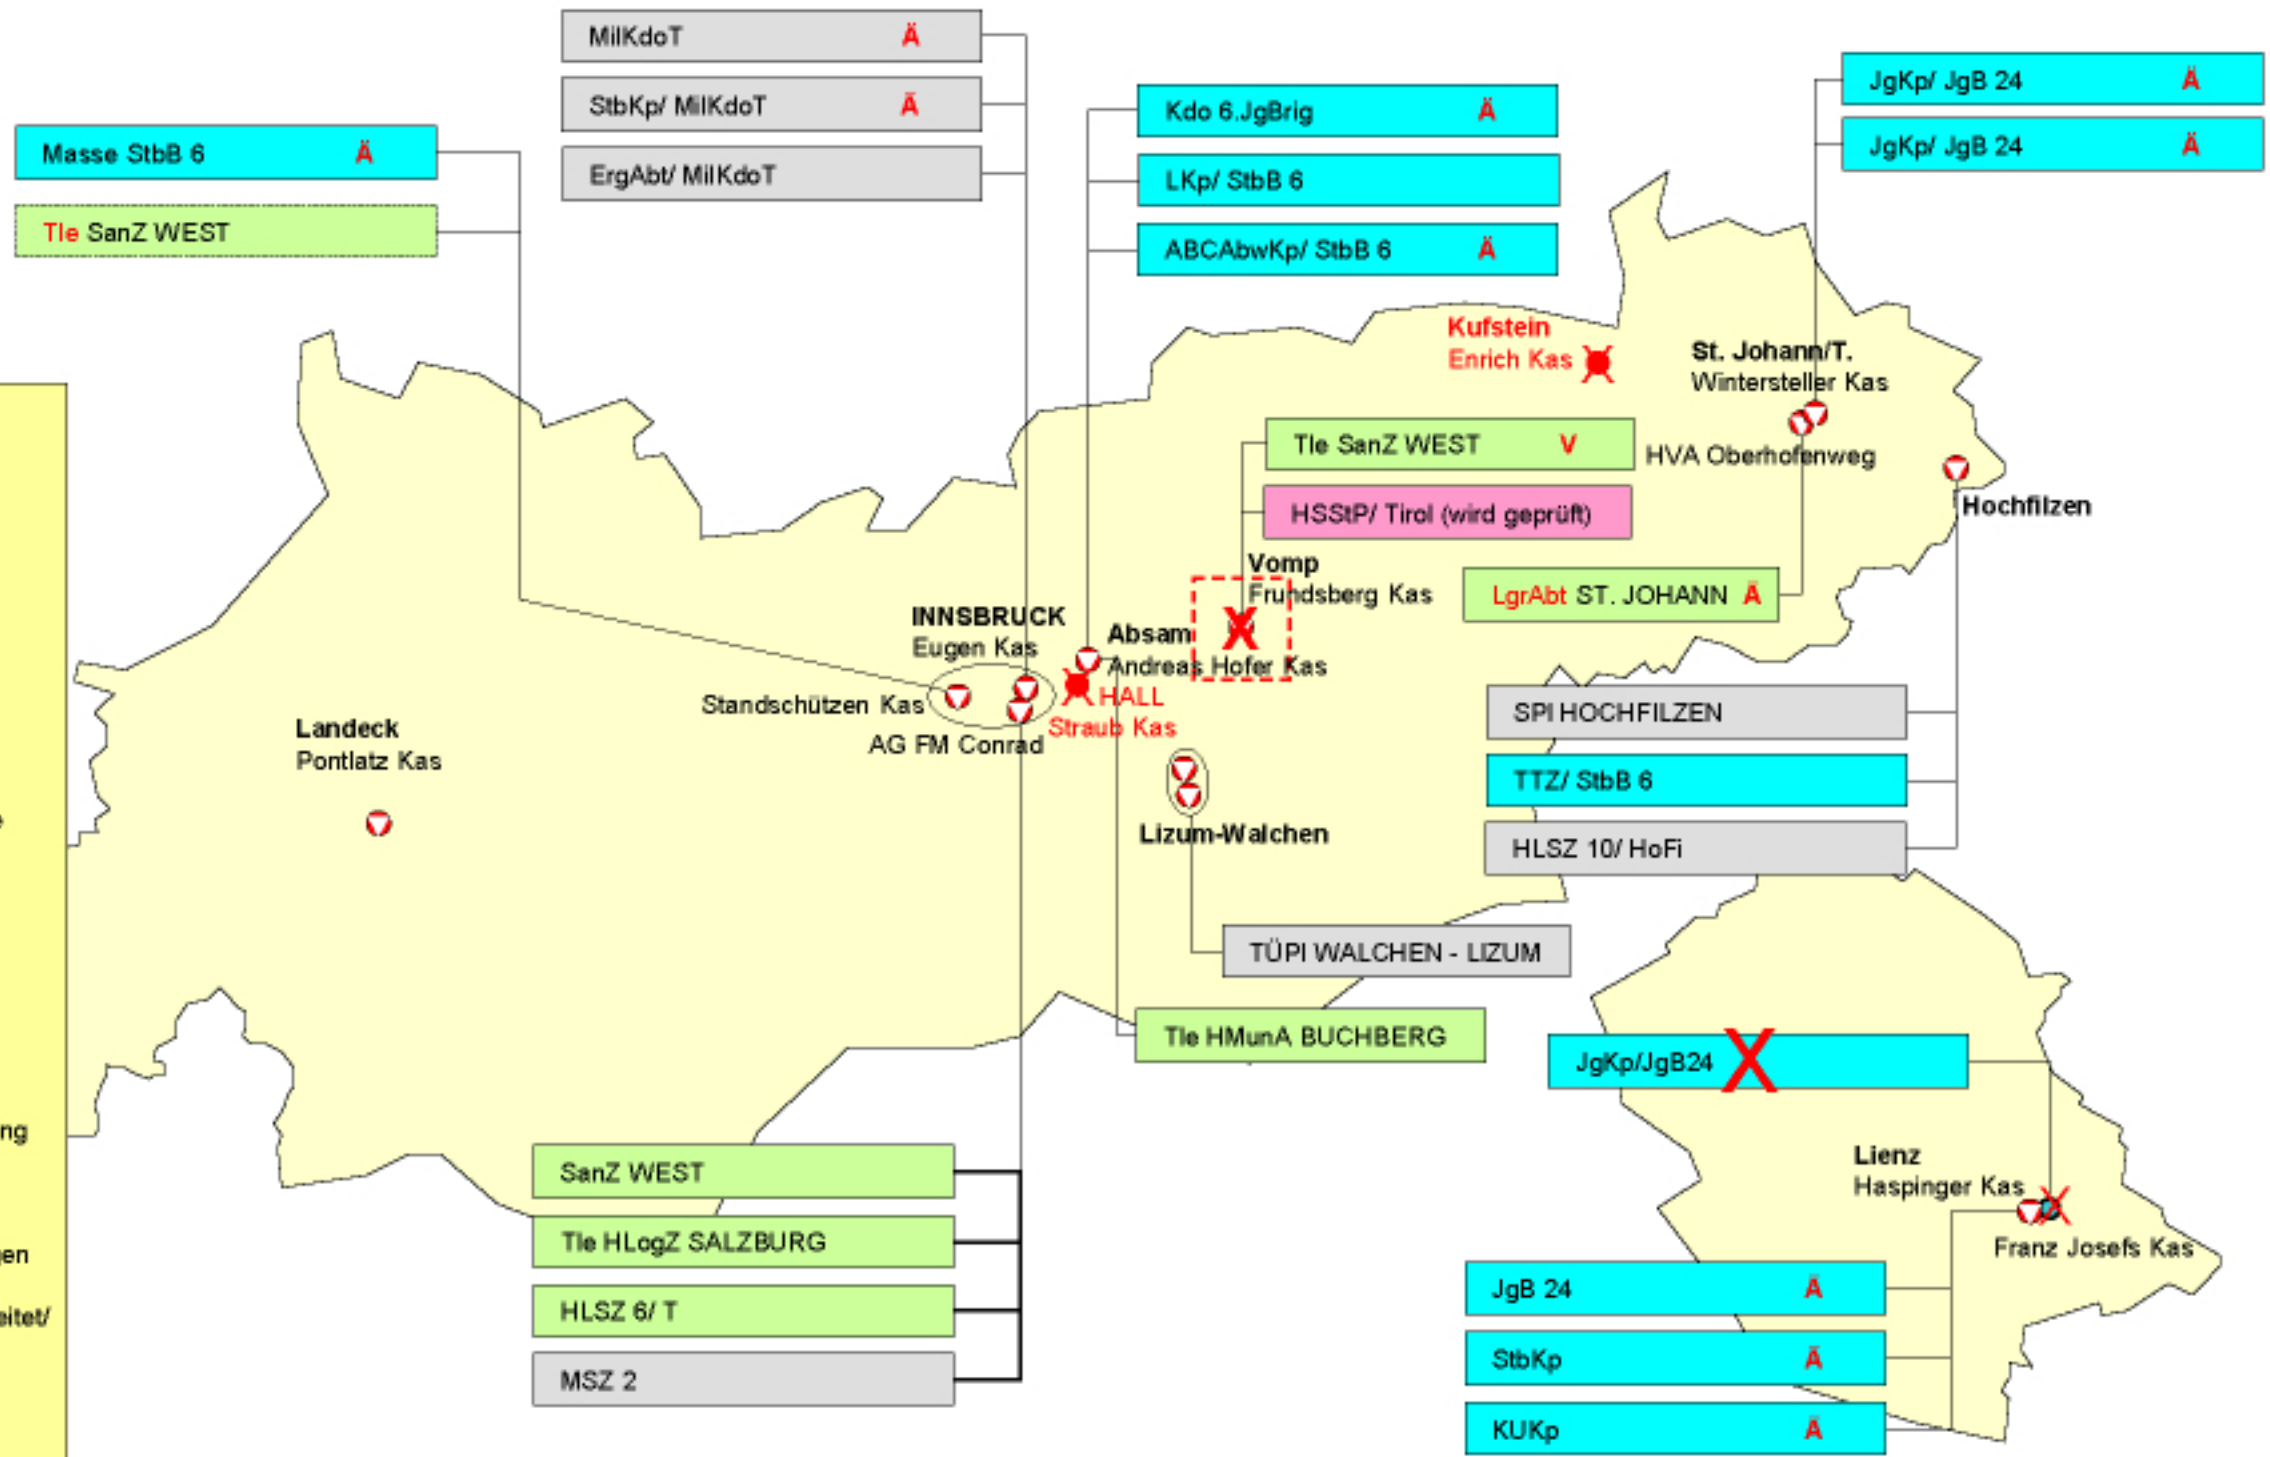 MilKdoT Ä
StbKp/ MilKdoT Ä
ErgAbt/ MilKdoT
Masse StbB 6 Ä
Tle SanZ WEST
Kdo 6.JgBrig Ä
LKp/ StbB 6
ABCAbwKp/ StbB 6 Ä
JgKp/ JgB 24 Ä
JgKp/ JgB 24 Ä
Kufstein
Enrich Kas
St. Johann/T.
Wintersteller Kas
HVA Oberhofenweg
Hochfilzen
Tle SanZ WEST V
HSStP/ Tirol (wird geprüft)
Vomp
Frundsberg Kas
LgrAbt ST. JOHANN Ä
INNSBRUCK
Eugen Kas
Absam
Andreas Hofer Kas
Standschützen Kas
HALL
Straub Kas
AG FM Conrad
Landeck
Pontlatz Kas
Lizum-Walchen
SPI HOCHFILZEN
TTZ/ StbB 6
HLSZ 10/ HoFi
TÜPI WALCHEN - LIZUM
Tle HMunA BUCHBERG
JgKp/JgB24 X
Lienz
Haspinger Kas
Franz Josefs Kas
SanZ WEST
Tle HLogZ SALZBURG
HLSZ 6/ T
MSZ 2
JgB 24 Ä
StbKp Ä
KUKp Ä
ng
gen
eitet/